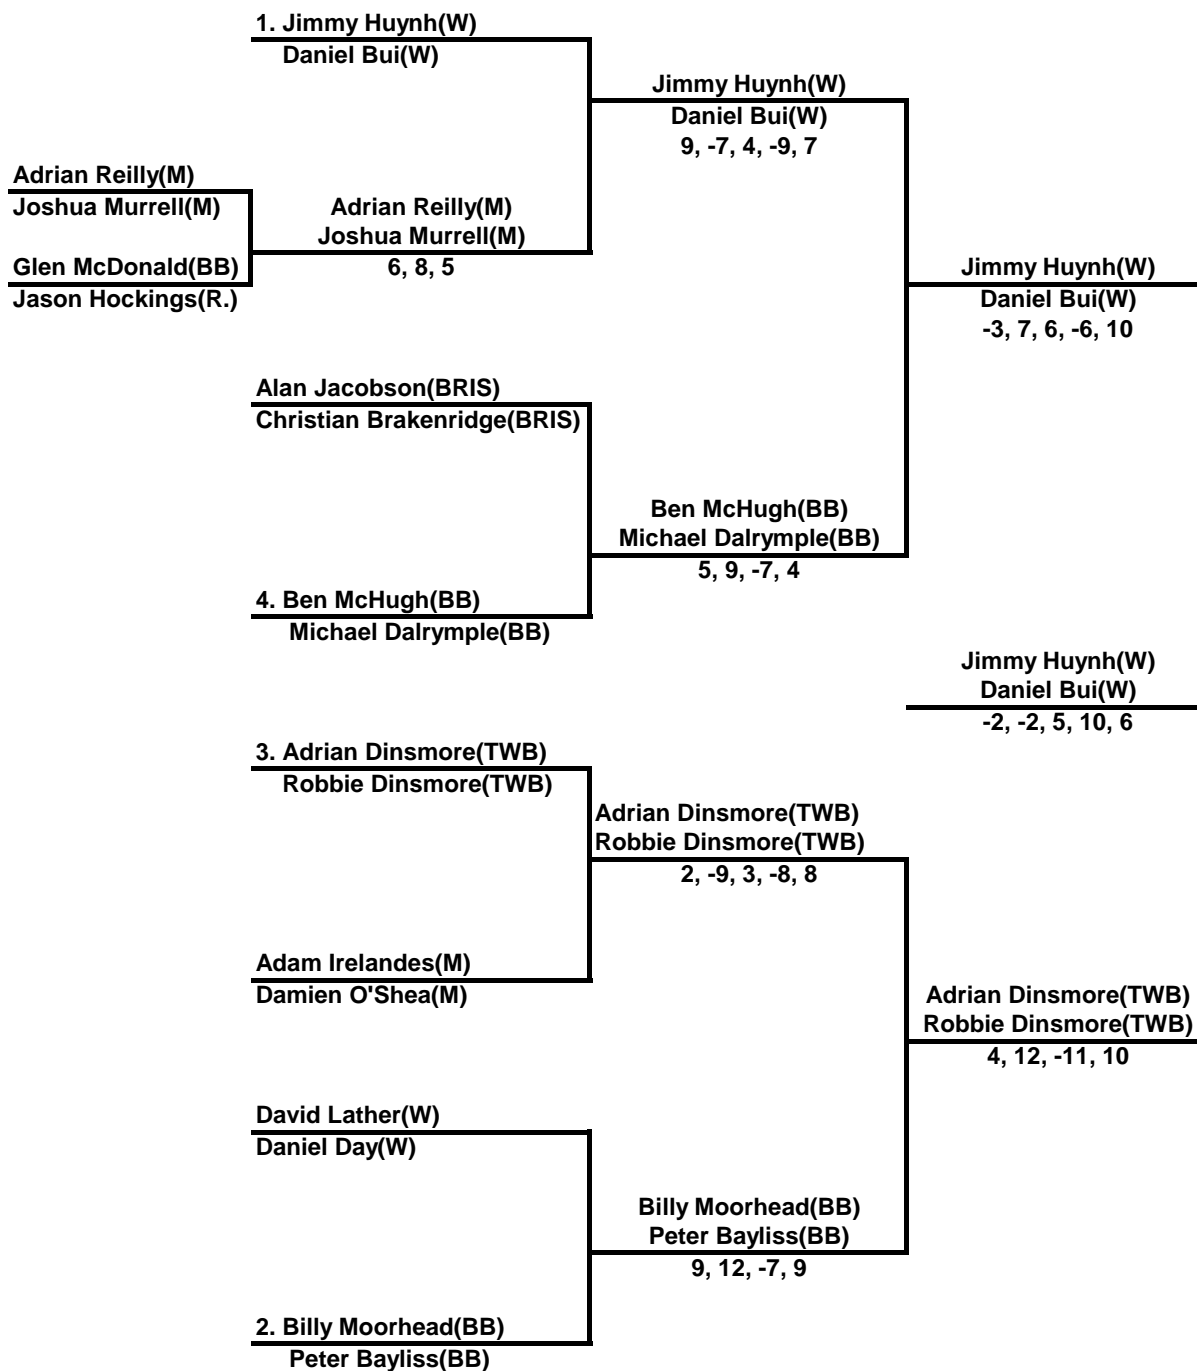 1. Jimmy Huynh(W)
Daniel Bui(W)
Jimmy Huynh(W)
Daniel Bui(W)
9, -7, 4, -9, 7
Adrian Reilly(M)
Joshua Murrell(M)
Adrian Reilly(M)
Joshua Murrell(M)
6, 8, 5
Glen McDonald(BB)
Jason Hockings(R.)
Jimmy Huynh(W)
Daniel Bui(W)
-3, 7, 6, -6, 10
Alan Jacobson(BRIS)
Christian Brakenridge(BRIS)
Ben McHugh(BB)
Michael Dalrymple(BB)
5, 9, -7, 4
4. Ben McHugh(BB)
Michael Dalrymple(BB)
Jimmy Huynh(W)
Daniel Bui(W)
-2, -2, 5, 10, 6
3. Adrian Dinsmore(TWB)
Robbie Dinsmore(TWB)
Adrian Dinsmore(TWB)
Robbie Dinsmore(TWB)
2, -9, 3, -8, 8
Adam Irelandes(M)
Damien O'Shea(M)
Adrian Dinsmore(TWB)
Robbie Dinsmore(TWB)
4, 12, -11, 10
David Lather(W)
Daniel Day(W)
Billy Moorhead(BB)
Peter Bayliss(BB)
9, 12, -7, 9
2. Billy Moorhead(BB)
Peter Bayliss(BB)